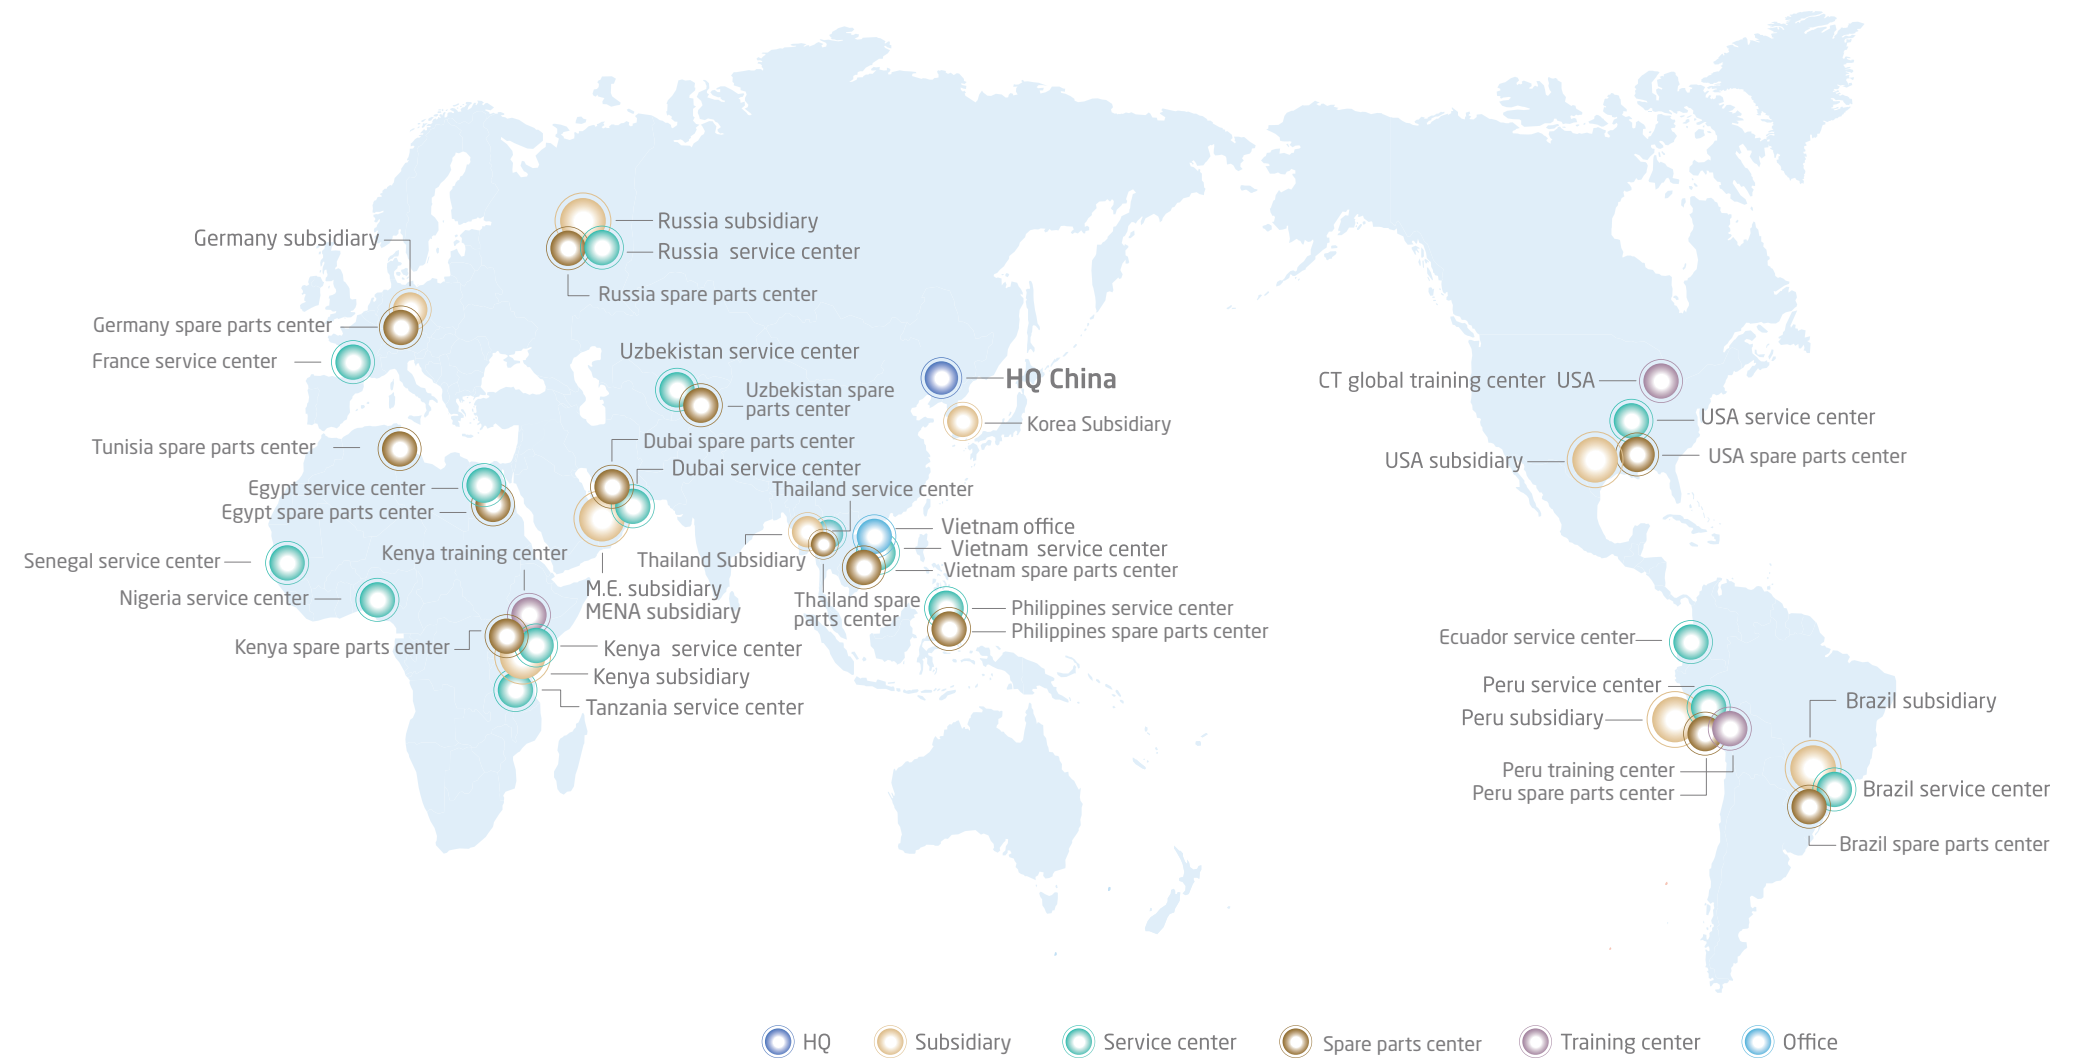 Russia subsidiary
Germany subsidiary
Russia service center
Russia spare parts center
Germany spare parts center
France service center
Uzbekistan service center
Uzbekistan spare
parts center
HQ China
Korea Subsidiary
Tunisia spare parts center
Dubai spare parts center
Dubai service center
Thailand service center
Egypt service center
Egypt spare parts center
Vietnam office
Vietnam service center
Vietnam spare parts center
Kenya training center
Thailand Subsidiary
Senegal service center
M.E. subsidiary
MENA subsidiary
Nigeria service center
Thailand spare
parts center
Philippines service center
Philippines spare parts center
Kenya spare parts center
Kenya service center
Kenya subsidiary
Tanzania service center
CT global training center USA
USA service center
USA subsidiary
USA spare parts center
Ecuador service center
Peru service center
Peru subsidiary
Brazil subsidiary
Peru training center
Peru spare parts center
Brazil service center
Brazil spare parts center
HQ
Subsidiary
Service center
Spare parts center
Training center
Office